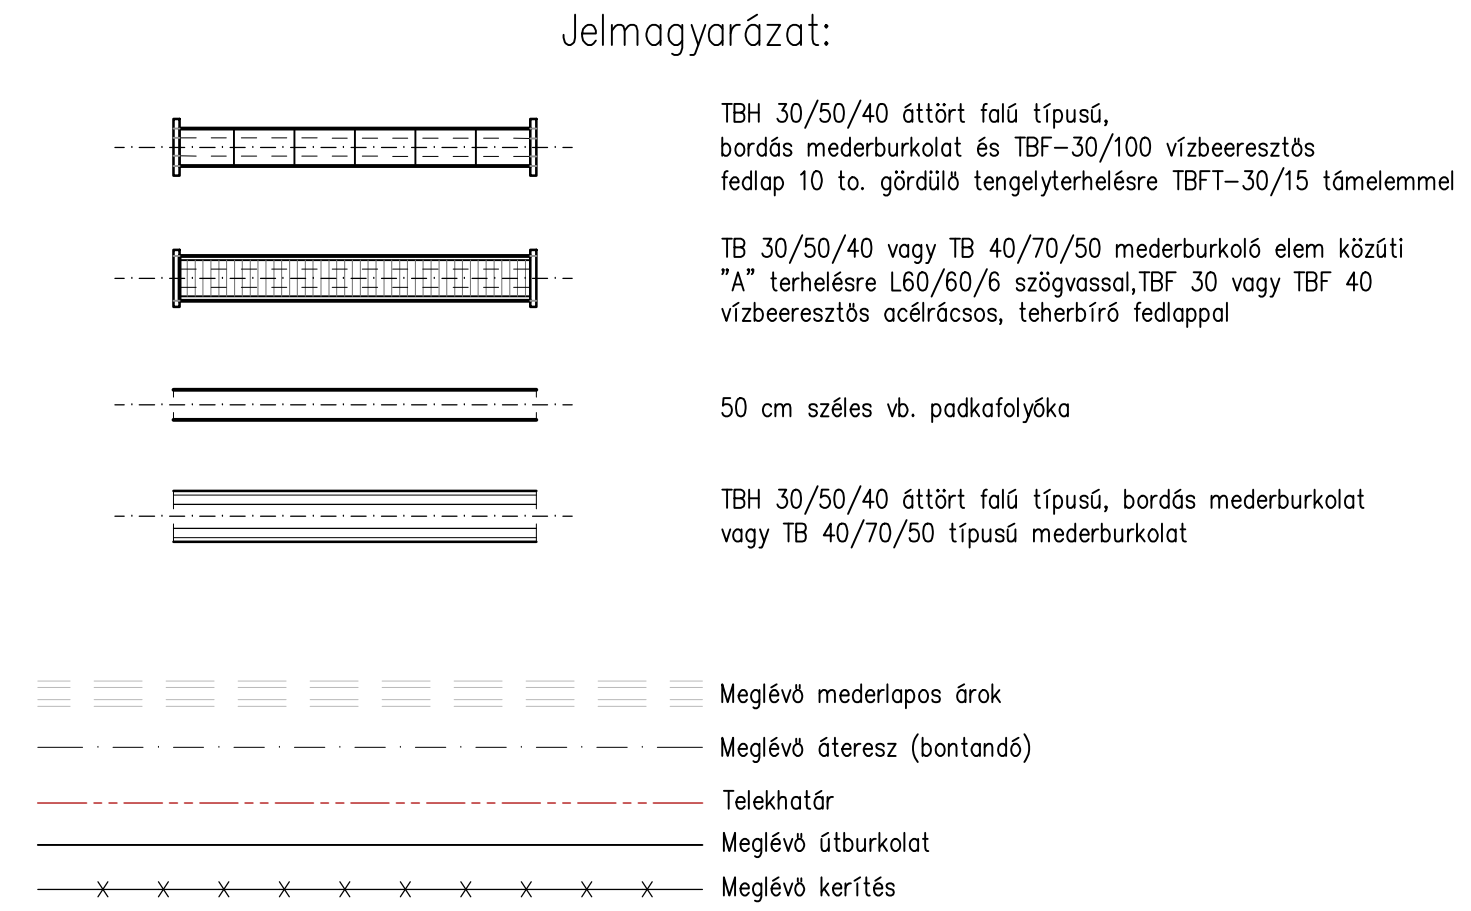 Jelmagyarázat:
TBH 30/50/40 áttört falú típusú,
bordás mederburkolat és TBF-30/100 vízbeeresztös
fedlap 10 to. gördülö tengelyterhelésre TBFT-30/15 támelemmel
TB 30/50/40 vagy TB 40/70/50 mederburkoló elem közúti
"A" terhelésre L60/60/6 szögvassal,TBF 30 vagy TBF 40
vízbeeresztös acélrácsos, teherbíró fedlappal
50 cm széles vb. padkafolyóka
TBH 30/50/40 áttört falú típusú, bordás mederburkolat
vagy TB 40/70/50 típusú mederburkolat
Meglévö mederlapos árok
Meglévö áteresz (bontandó)
Telekhatár
Meglévö útburkolat
Meglévö kerítés